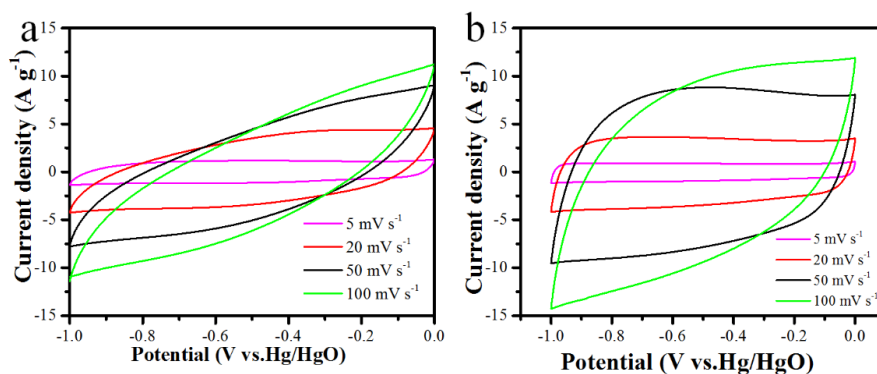 a
Current density (A g⁻¹)
15
10
5
0
-5
-10
-15
5 mV s⁻¹
20 mV s⁻¹
50 mV s⁻¹
100 mV s⁻¹
-1.0 -0.8 -0.6 -0.4 -0.2 0.0
Potential (V vs.Hg/HgO)
b
Current density (A g⁻¹)
15
10
5
0
-5
-10
-15
5 mV s⁻¹
20 mV s⁻¹
50 mV s⁻¹
100 mV s⁻¹
-1.0 -0.8 -0.6 -0.4 -0.2 0.0
Potential (V vs.Hg/HgO)